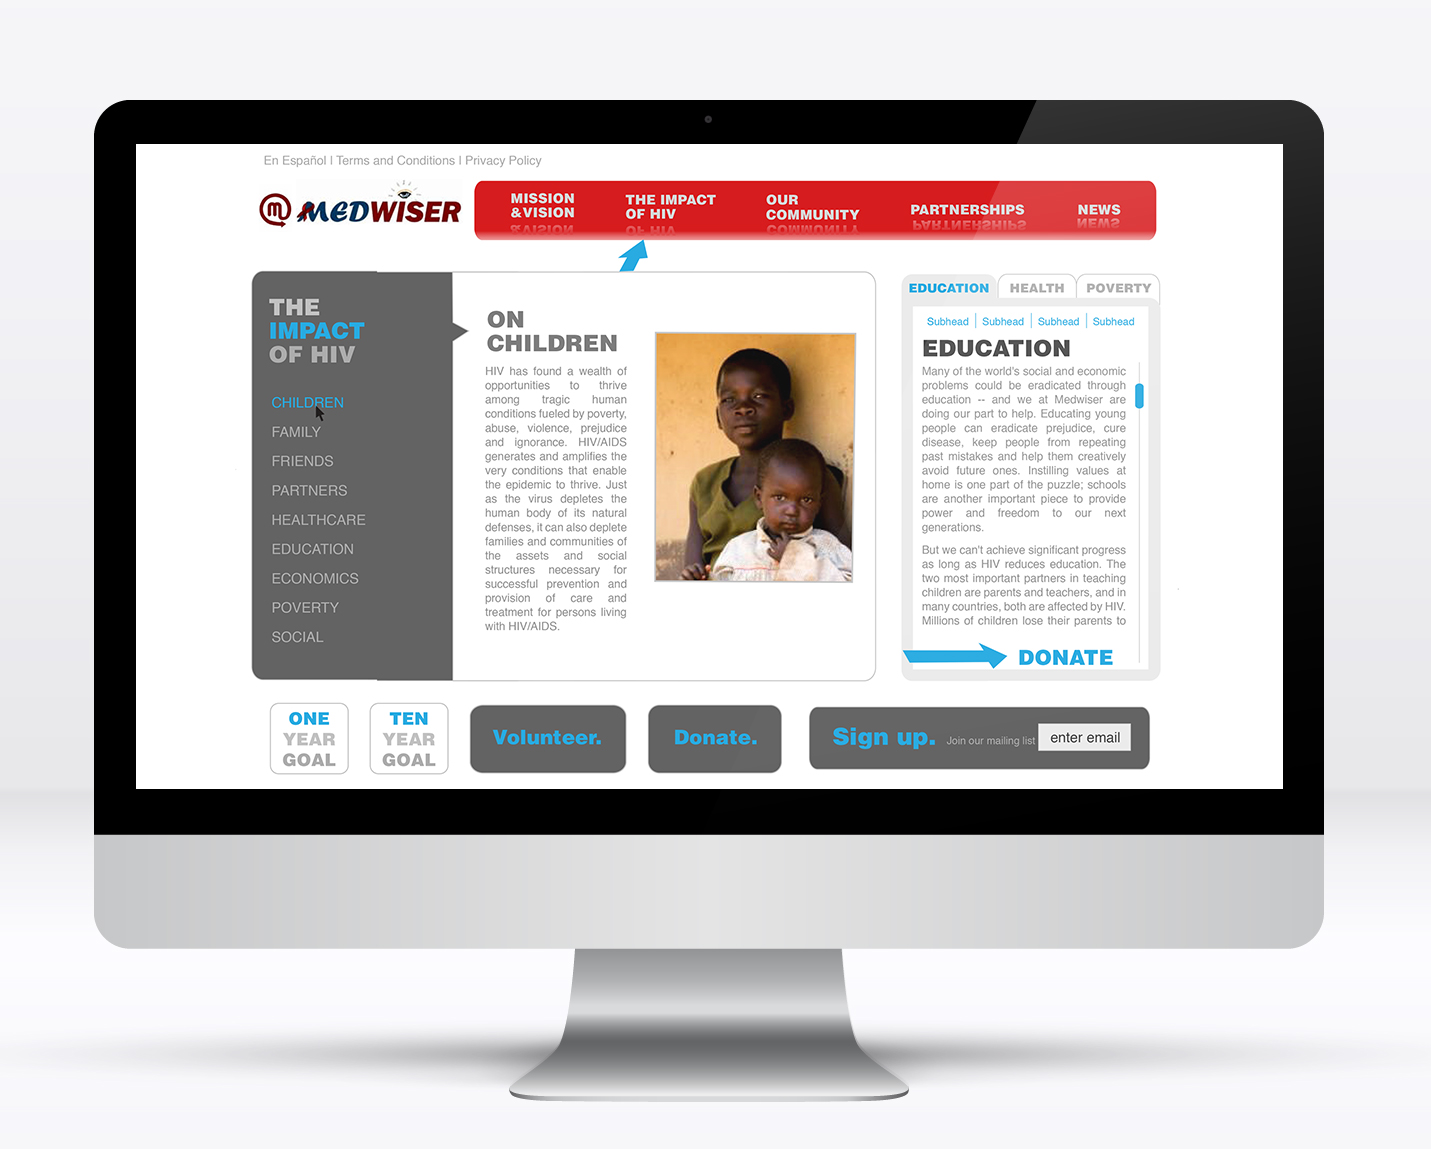 En Español | Terms and Conditions | Privacy Policy
MEDWISER
MISSION
&VISION
THE IMPACT
OF HIV
OUR
COMMUNITY
PARTNERSHIPS
NEWS
THE
IMPACT
OF HIV
CHILDREN
FAMILY
FRIENDS
PARTNERS
HEALTHCARE
EDUCATION
ECONOMICS
POVERTY
SOCIAL
ON
CHILDREN
HIV has found a wealth of
opportunities to thrive
among tragic human
conditions fueled by poverty,
abuse, violence, prejudice
and ignorance. HIV/AIDS
generates and amplifies the
very conditions that enable
the epidemic to thrive. Just
as the virus depletes the
human body of its natural
defenses, it can also deplete
families and communities of
the assets and social
structures necessary for
successful prevention and
provision of care and
treatment for persons living
with HIV/AIDS.
EDUCATION
HEALTH
POVERTY
Subhead | Subhead | Subhead | Subhead
EDUCATION
Many of the world's social and economic
problems could be eradicated through
education -- and we at Medwiser are
doing our part to help. Educating young
people can eradicate prejudice, cure
disease, keep people from repeating
past mistakes and help them creatively
avoid future ones. Instilling values at
home is one part of the puzzle; schools
are another important piece to provide
power and freedom to our next
generations.
But we can't achieve significant progress
as long as HIV reduces education. The
two most important partners in teaching
children are parents and teachers, and in
many countries, both are affected by HIV.
Millions of children lose their parents to
DONATE
ONE
YEAR
GOAL
TEN
YEAR
GOAL
Volunteer.
Donate.
Sign up. Join our mailing list enter email